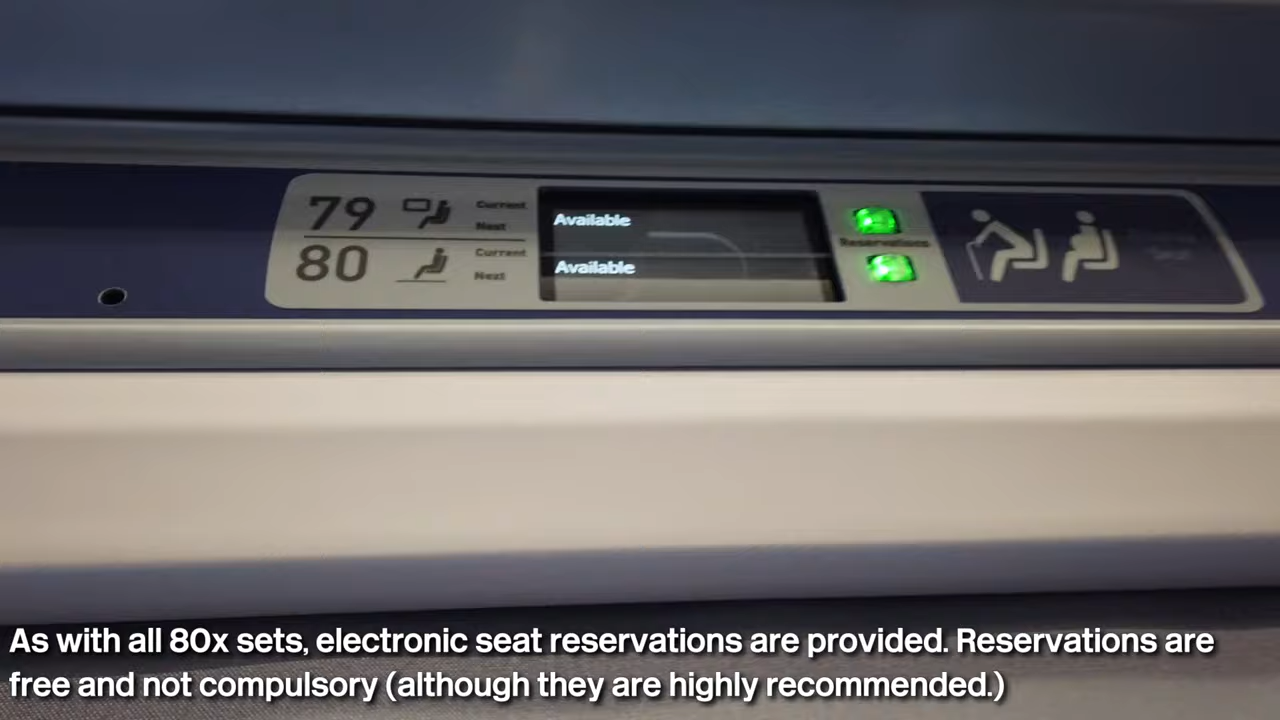 79 Current
Next
80 Current
Next
Available
Available
Reservations
As with all 80x sets, electronic seat reservations are provided. Reservations are
free and not compulsory (although they are highly recommended.)